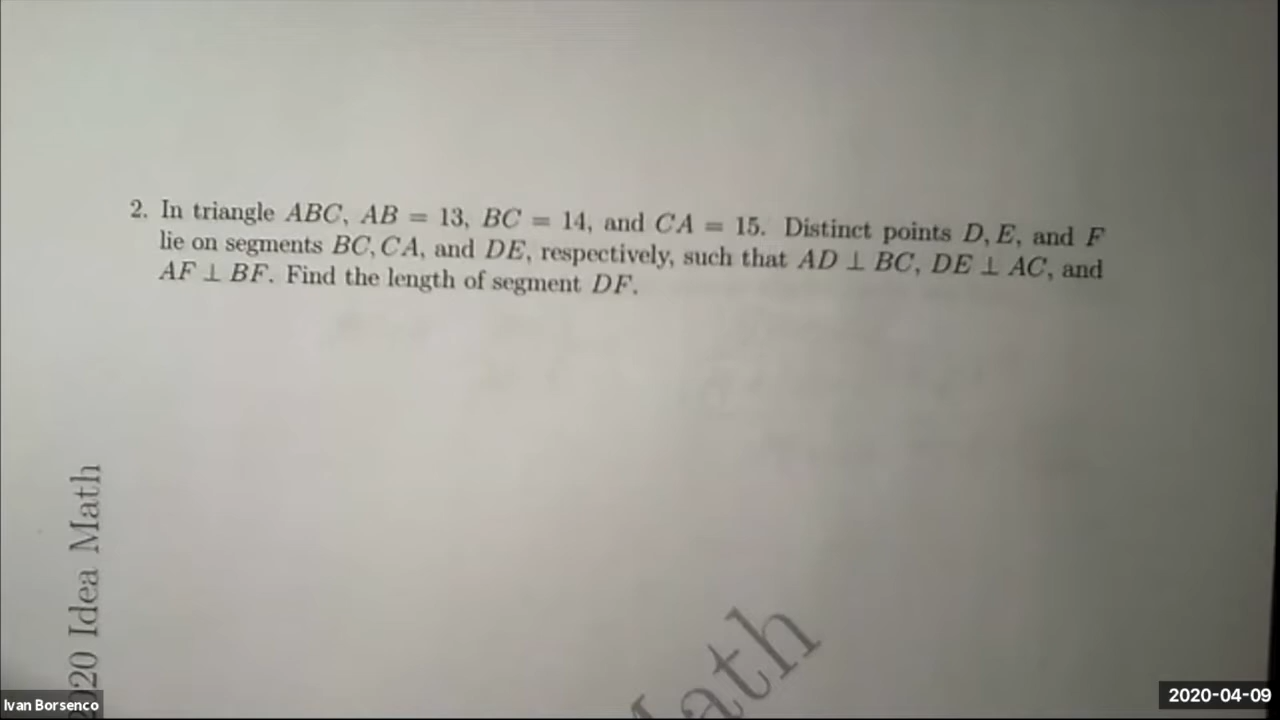 2. In triangle ABC, AB = 13, BC = 14, and CA = 15. Distinct points D, E, and F
lie on segments BC, CA, and DE, respectively, such that AD ⊥ BC, DE ⊥ AC, and
AF ⊥ BF. Find the length of segment DF.
020 Idea Math
Math
Ivan Borsenco
2020-04-09